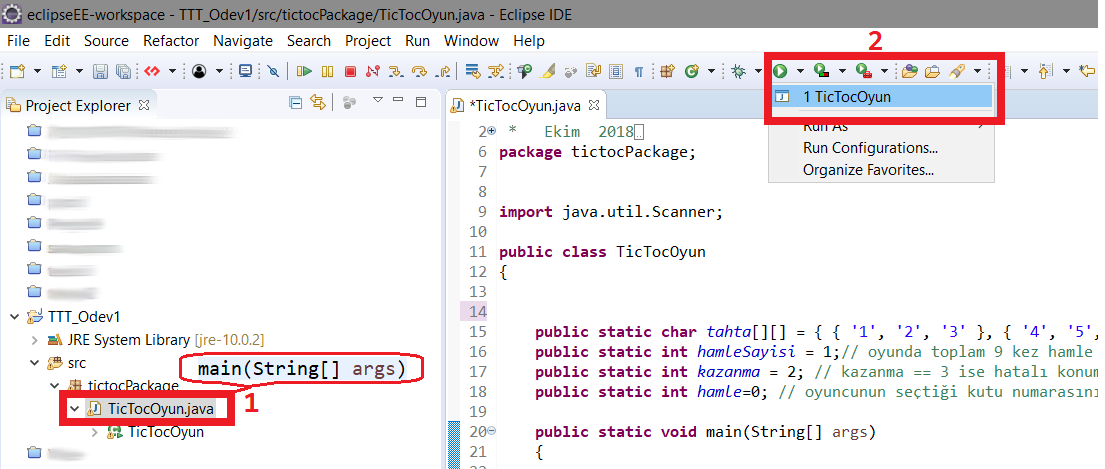 eclipseEE-workspace - TTT_Odev1/src/tictocPackage/TicTocOyun.java - Eclipse IDE
File Edit Source Refactor Navigate Search Project Run Window Help
2
Project Explorer
*TicTocOyun.java
1 TicTocOyun
Run As
Run Configurations...
Organize Favorites...
2 * Ekim 2018
6 package tictocPackage;
7
8
9 import java.util.Scanner;
10
11 public class TicTocOyun
12 {
13
14
15 public static char tahta[][] = { { '1', '2', '3' }, { '4', '5',
16 public static int hamleSayisi = 1;// oyunda toplam 9 kez hamle
17 public static int kazanma = 2; // kazanma == 3 ise hatalı konum
18 public static int hamle=0; // oyuncunun seçtiği kutu numarasını
19
20 public static void main(String[] args)
21 {
TTT_Odev1
JRE System Library [jre-10.0.2]
src
main(String[] args)
tictocPackage
TicTocOyun.java
1
TicTocOyun